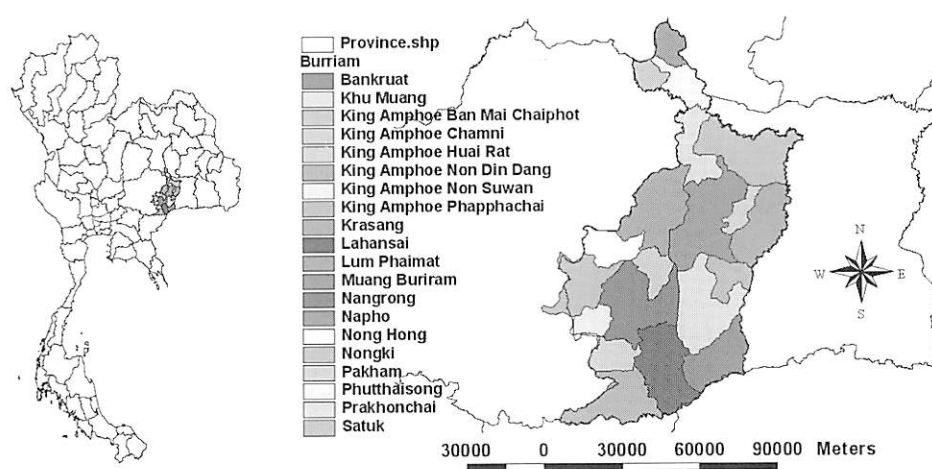 Province.shp
Burriam
Bankruat
Khu Muang
King Amphoe Ban Mai Chaiphot
King Amphoe Chamni
King Amphoe Huai Rat
King Amphoe Non Din Dang
King Amphoe Non Suwan
King Amphoe Phapphachai
Krasang
Lahansai
Lum Phaimat
Muang Buriram
Nangrong
Napho
Nong Hong
Nongki
Pakham
Phutthaisong
Prakhonchai
Satuk
N
W E
S
30000 0 30000 60000 90000 Meters